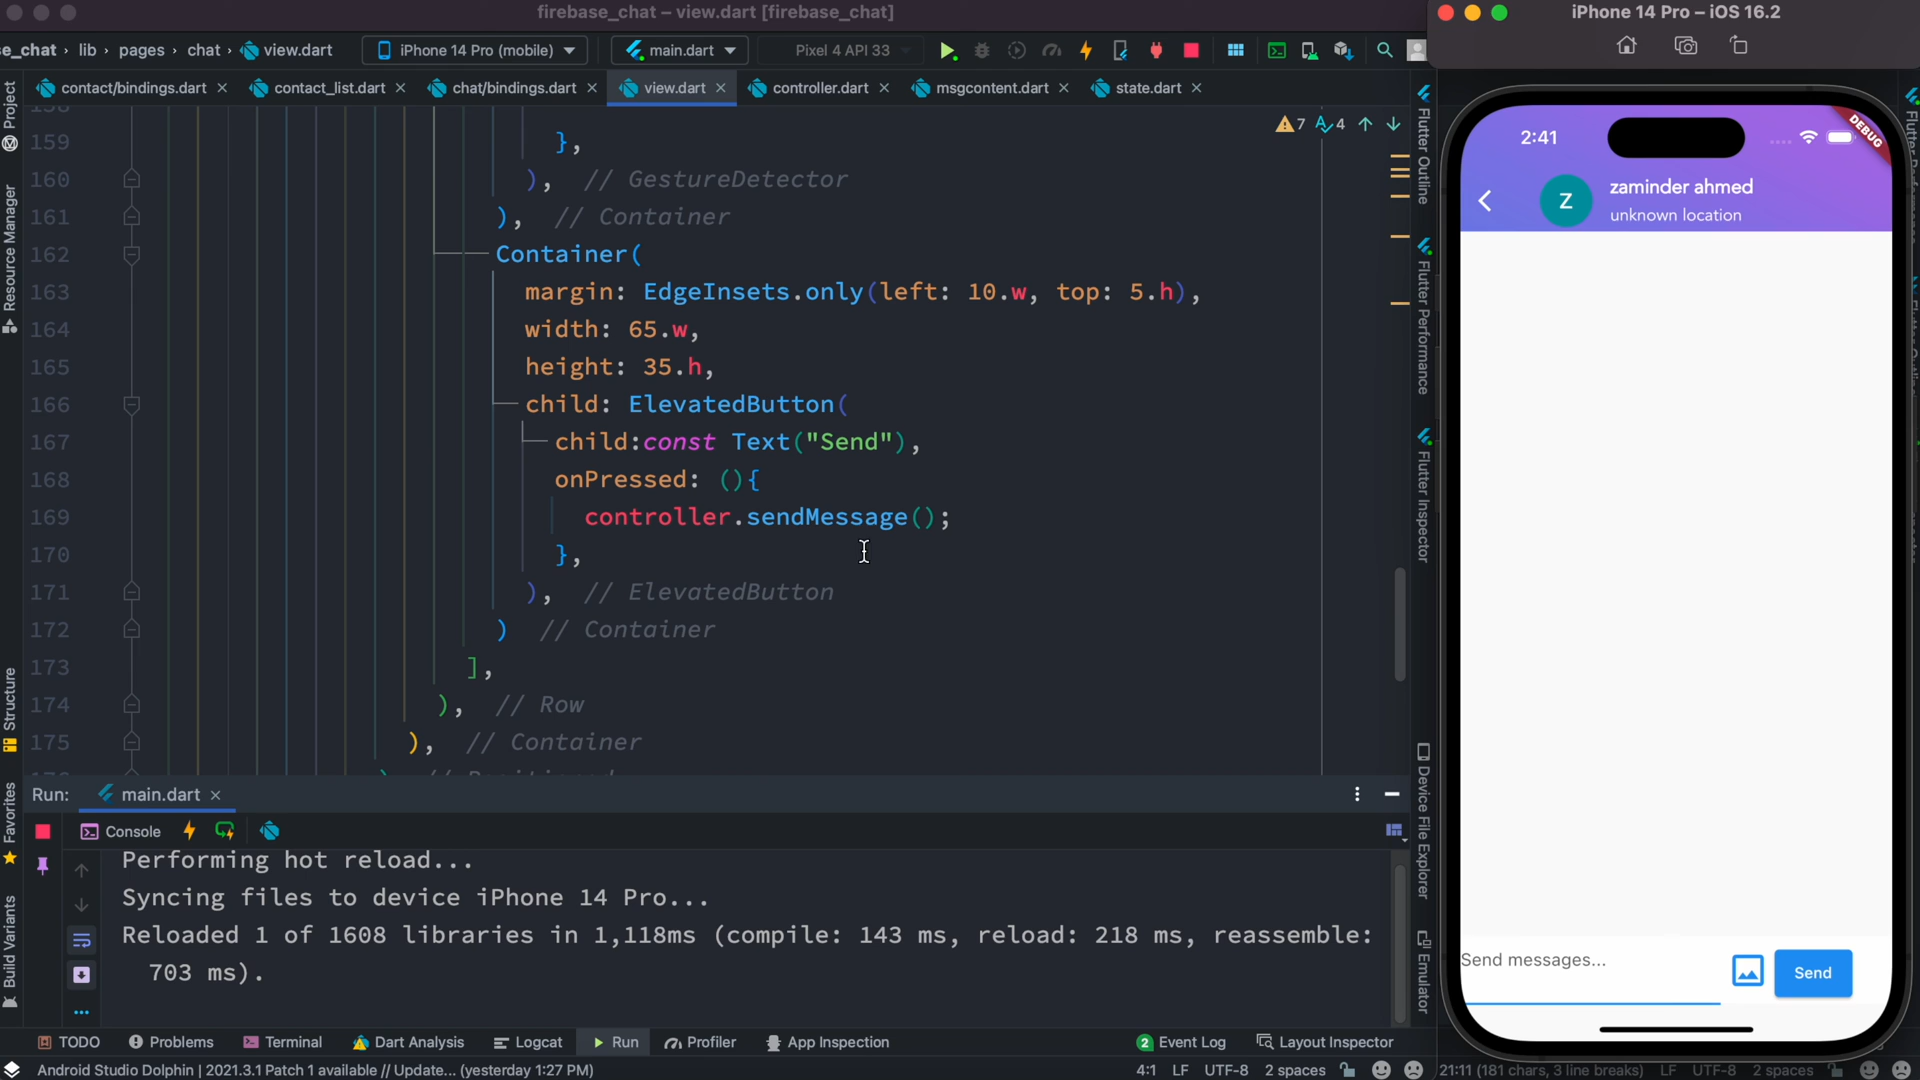 firebase_chat – view.dart [firebase_chat]
iPhone 14 Pro – iOS 16.2
se_chat › lib › pages › chat › view.dart
iPhone 14 Pro (mobile)
main.dart
Pixel 4 API 33
contact/bindings.dart
contact_list.dart
chat/bindings.dart
view.dart
controller.dart
msgcontent.dart
state.dart
7
4
159 },
160 ), // GestureDetector
161 ), // Container
162 Container(
163 margin: EdgeInsets.only(left: 10.w, top: 5.h),
164 width: 65.w,
165 height: 35.h,
166 child: ElevatedButton(
167 child:const Text("Send"),
168 onPressed: (){
169 controller.sendMessage();
170 },
171 ), // ElevatedButton
172 ) // Container
173 ],
174 ), // Row
175 ), // Container
Project
Resource Manager
Structure
Favorites
Build Variants
Flutter Outline
Flutter Performance
Flutter Inspector
Device File Explorer
Emulator
Run: main.dart
Console
Performing hot reload...
Syncing files to device iPhone 14 Pro...
Reloaded 1 of 1608 libraries in 1,118ms (compile: 143 ms, reload: 218 ms, reassemble:
703 ms).
TODO
Problems
Terminal
Dart Analysis
Logcat
Run
Profiler
App Inspection
2 Event Log
Layout Inspector
Android Studio Dolphin | 2021.3.1 Patch 1 available // Update... (yesterday 1:27 PM)
4:1 LF UTF-8 2 spaces
21:11 (181 chars, 3 line breaks) LF UTF-8 2 spaces
2:41
DEBUG
Z
zaminder ahmed
unknown location
Send messages...
Send